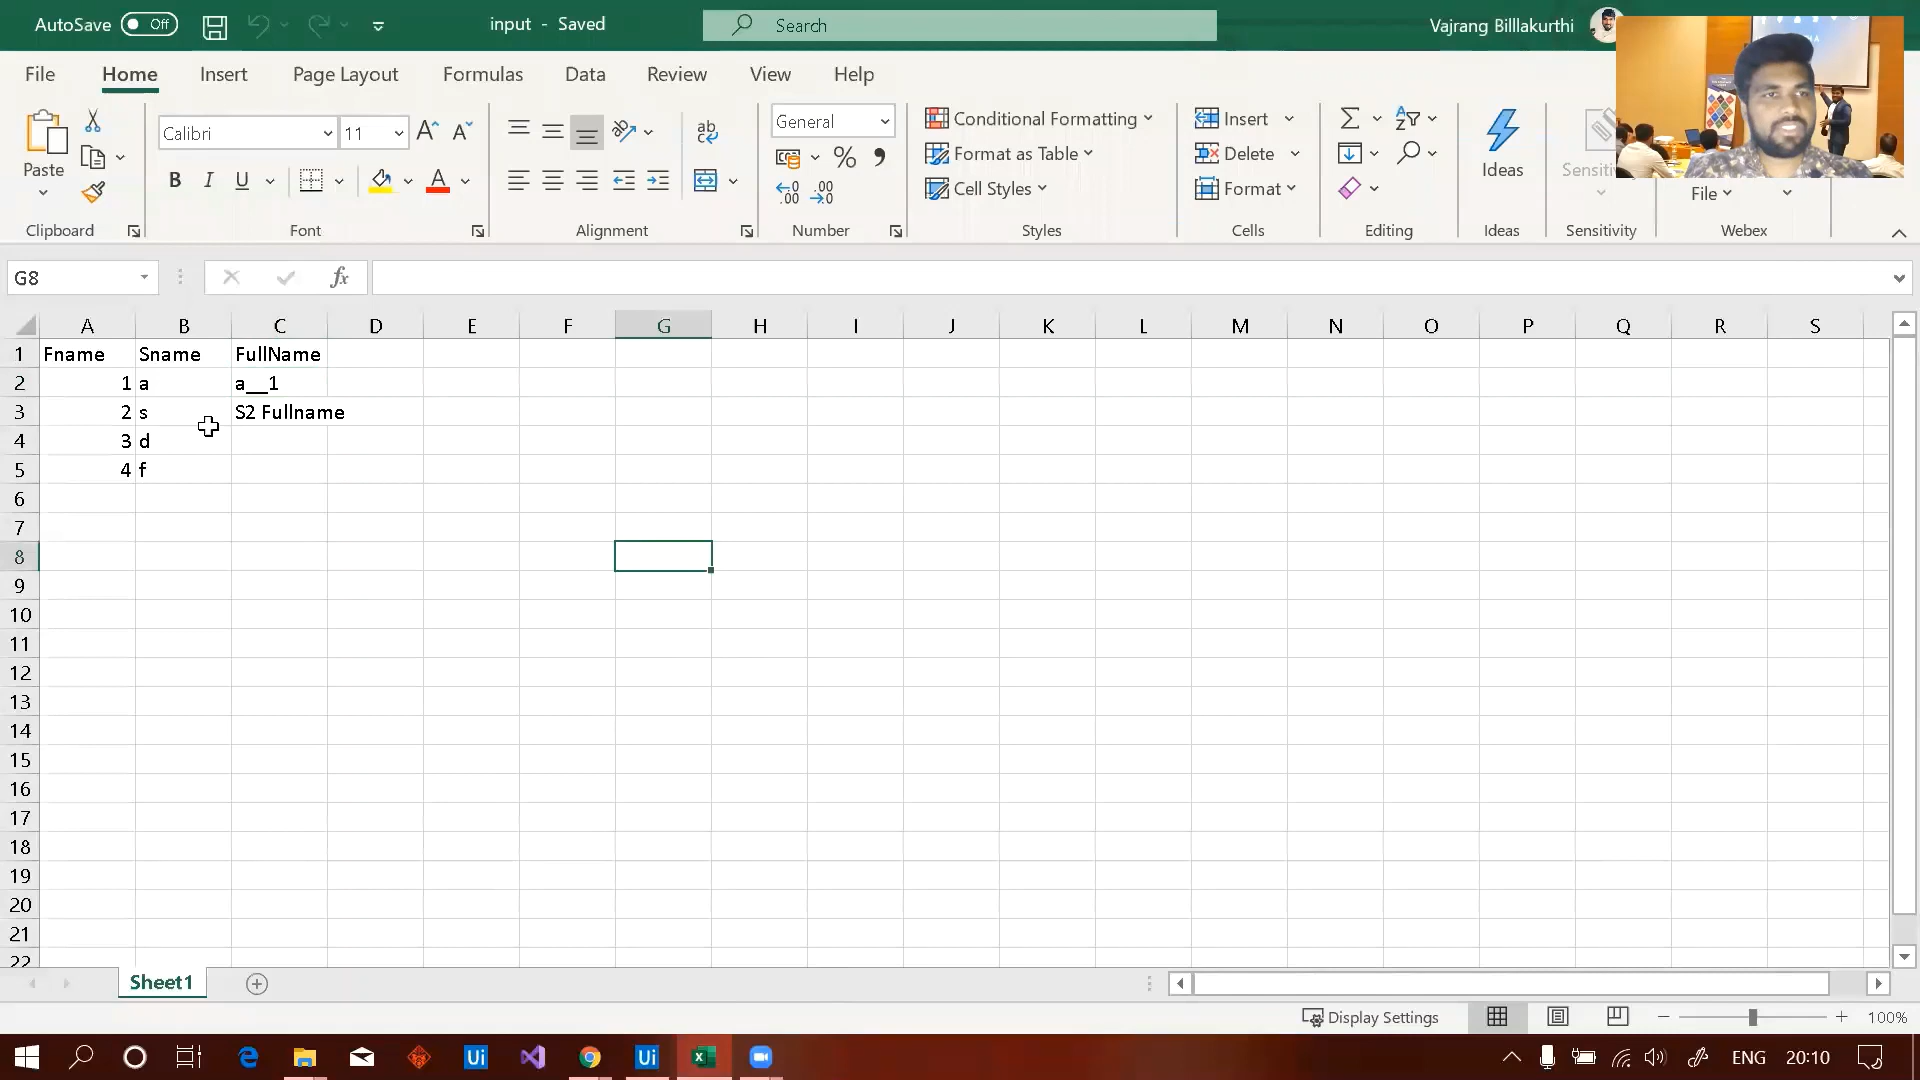 AutoSave Off input - Saved Search Vajrang Billlakurthi
File Home Insert Page Layout Formulas Data Review View Help
Paste Calibri 11 General Conditional Formatting Format as Table Cell Styles Insert Delete Format Ideas File
B I U
Clipboard Font Alignment Number Styles Cells Editing Ideas Sensitivity Webex
G8 fx
A B C D E F G H I J K L M N O P Q R S
1 Fname Sname FullName
2 1 a a__1
3 2 s S2 Fullname
4 3 d
5 4 f
6
7
8
9
10
11
12
13
14
15
16
17
18
19
20
21
22
Sheet1
Display Settings 100%
ENG 20:10